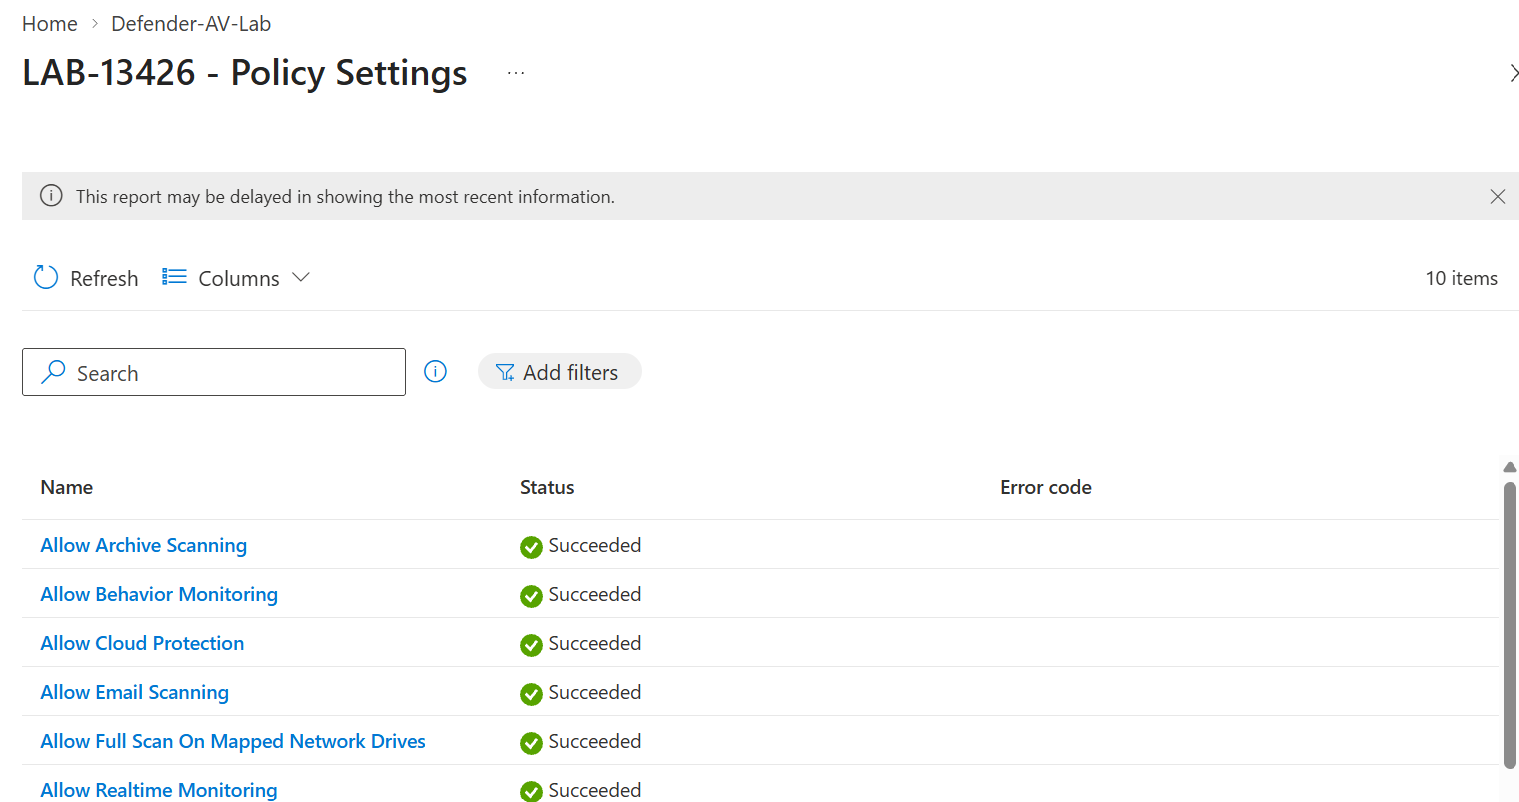 Home > Defender-AV-Lab
LAB-13426 - Policy Settings ...
This report may be delayed in showing the most recent information.
Refresh Columns 10 items
Search Add filters
Name Status Error code
Allow Archive Scanning Succeeded
Allow Behavior Monitoring Succeeded
Allow Cloud Protection Succeeded
Allow Email Scanning Succeeded
Allow Full Scan On Mapped Network Drives Succeeded
Allow Realtime Monitoring Succeeded